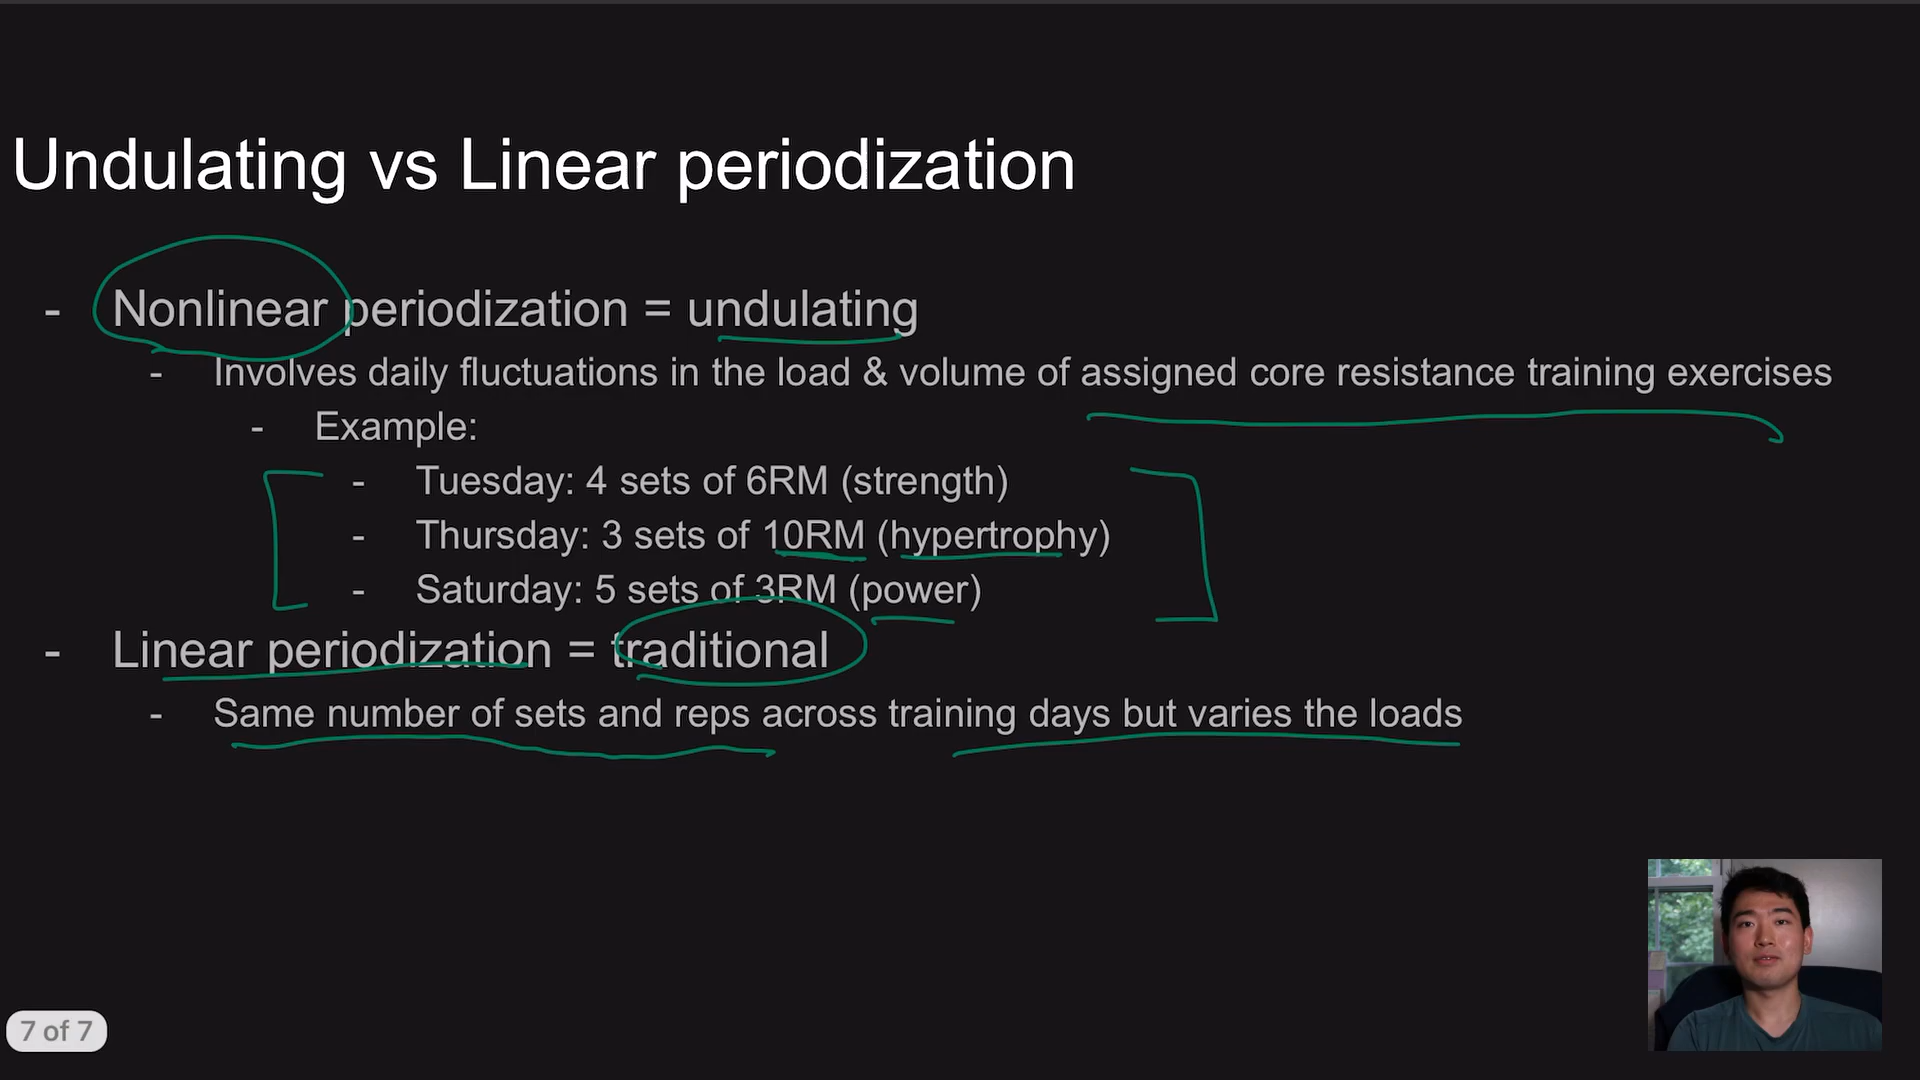 Undulating vs Linear periodization
- Nonlinear periodization = undulating
- Involves daily fluctuations in the load & volume of assigned core resistance training exercises
- Example:
- Tuesday: 4 sets of 6RM (strength)
- Thursday: 3 sets of 10RM (hypertrophy)
- Saturday: 5 sets of 3RM (power)
- Linear periodization = traditional
- Same number of sets and reps across training days but varies the loads
7 of 7